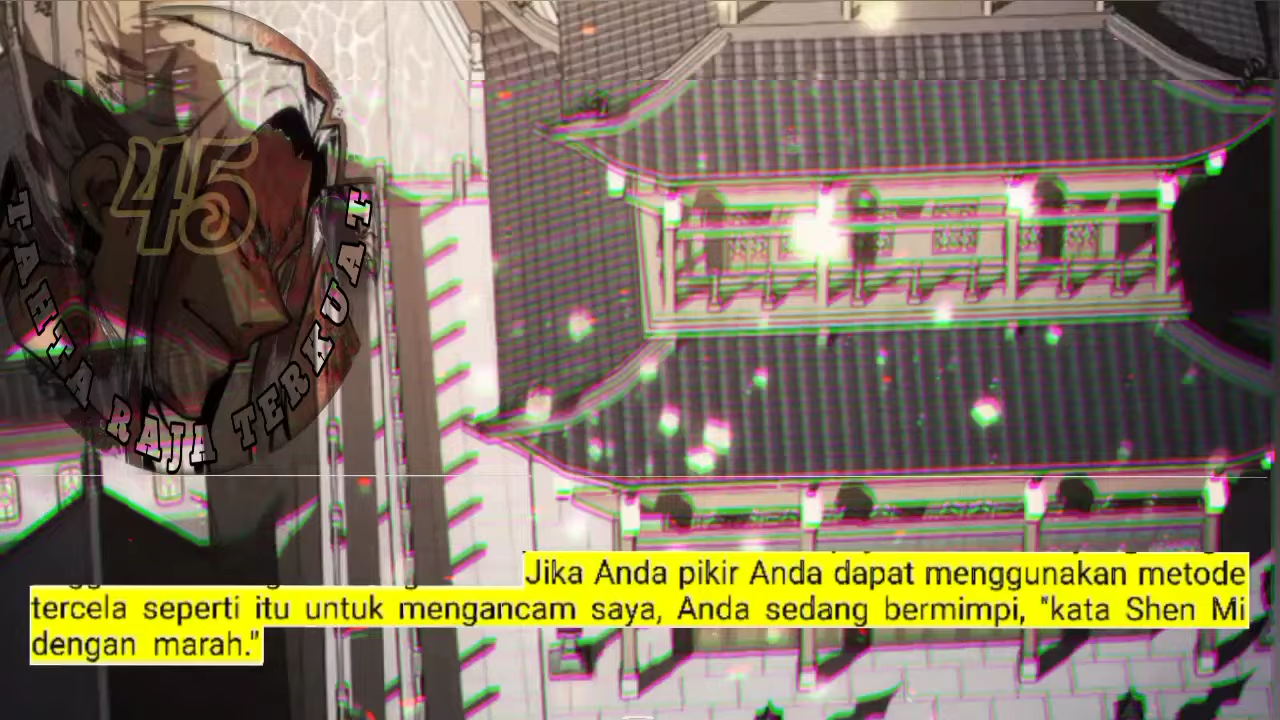 45
TAHTA RAJA TERKUAT
Jika Anda pikir Anda dapat menggunakan metode
tercela seperti itu untuk mengancam saya, Anda sedang bermimpi, "kata Shen Mi
dengan marah."